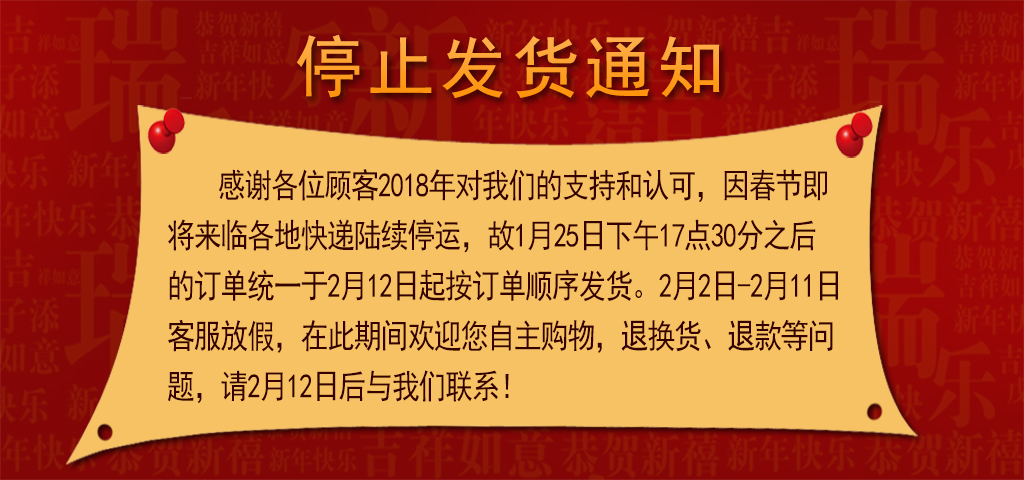 停止发货通知
感谢各位顾客2018年对我们的支持和认可，因春节即
将来临各地快递陆续停运，故1月25日下午17点30分之后
的订单统一于2月12日起按订单顺序发货。2月2日-2月11日
客服放假，在此期间欢迎您自主购物，退换货、退款等问
题，请2月12日后与我们联系！